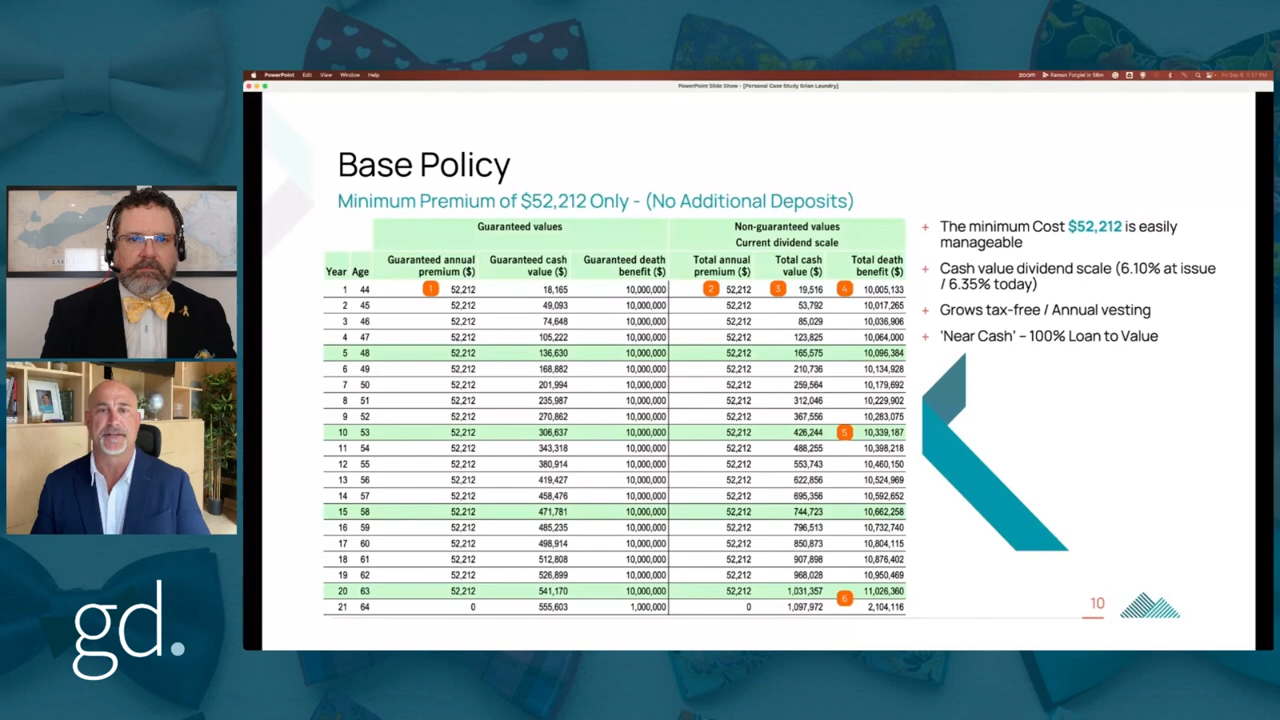 PowerPoint Edit View Window Help
zoom
PowerPoint Slide Show - [Personal Case Study Brian Laundry]
Base Policy
Minimum Premium of $52,212 Only - (No Additional Deposits)
Guaranteed values Non-guaranteed values
Current dividend scale
Guaranteed annual Guaranteed cash Guaranteed death Total annual Total cash Total death
Year Age premium ($) value ($) benefit ($) premium ($) value ($) benefit ($)
1 44 1 52,212 18,165 10,000,000 2 52,212 3 19,516 4 10,005,133
2 45 52,212 49,093 10,000,000 52,212 53,792 10,017,265
3 46 52,212 74,648 10,000,000 52,212 85,029 10,036,906
4 47 52,212 105,222 10,000,000 52,212 123,825 10,064,000
5 48 52,212 136,630 10,000,000 52,212 165,575 10,096,384
6 49 52,212 168,882 10,000,000 52,212 210,736 10,134,928
7 50 52,212 201,994 10,000,000 52,212 259,564 10,179,692
8 51 52,212 235,987 10,000,000 52,212 312,046 10,229,902
9 52 52,212 270,862 10,000,000 52,212 367,556 10,283,075
10 53 52,212 306,637 10,000,000 52,212 426,244 5 10,339,187
11 54 52,212 343,318 10,000,000 52,212 488,255 10,398,218
12 55 52,212 380,914 10,000,000 52,212 553,743 10,460,150
13 56 52,212 419,427 10,000,000 52,212 622,856 10,524,969
14 57 52,212 458,476 10,000,000 52,212 695,356 10,592,652
15 58 52,212 471,781 10,000,000 52,212 744,723 10,662,258
16 59 52,212 485,235 10,000,000 52,212 796,513 10,732,740
17 60 52,212 498,914 10,000,000 52,212 850,873 10,804,115
18 61 52,212 512,808 10,000,000 52,212 907,898 10,876,402
19 62 52,212 526,899 10,000,000 52,212 968,028 10,950,469
20 63 52,212 541,170 10,000,000 52,212 1,031,357 11,026,360
6
21 64 0 555,603 1,000,000 0 1,097,972 2,104,116
+ The minimum Cost $52,212 is easily
manageable
+ Cash value dividend scale (6.10% at issue
/ 6.35% today)
+ Grows tax-free / Annual vesting
+ 'Near Cash' – 100% Loan to Value
10
gd.